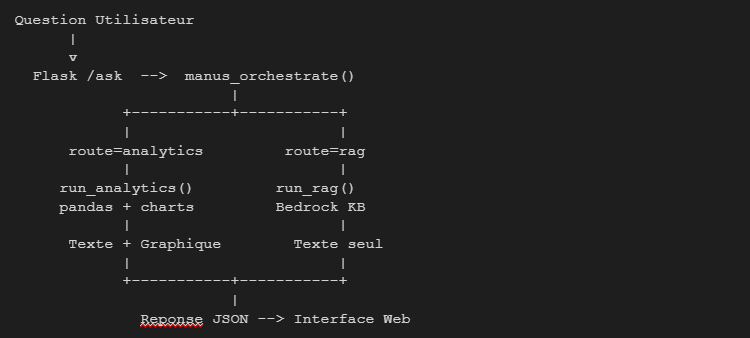 Question Utilisateur
|
v
Flask /ask --> manus_orchestrate()
|
+-----------+-----------+
| |
route=analytics route=rag
| |
run_analytics() run_rag()
pandas + charts Bedrock KB
| |
Texte + Graphique Texte seul
| |
+-----------+-----------+
|
Reponse JSON --> Interface Web